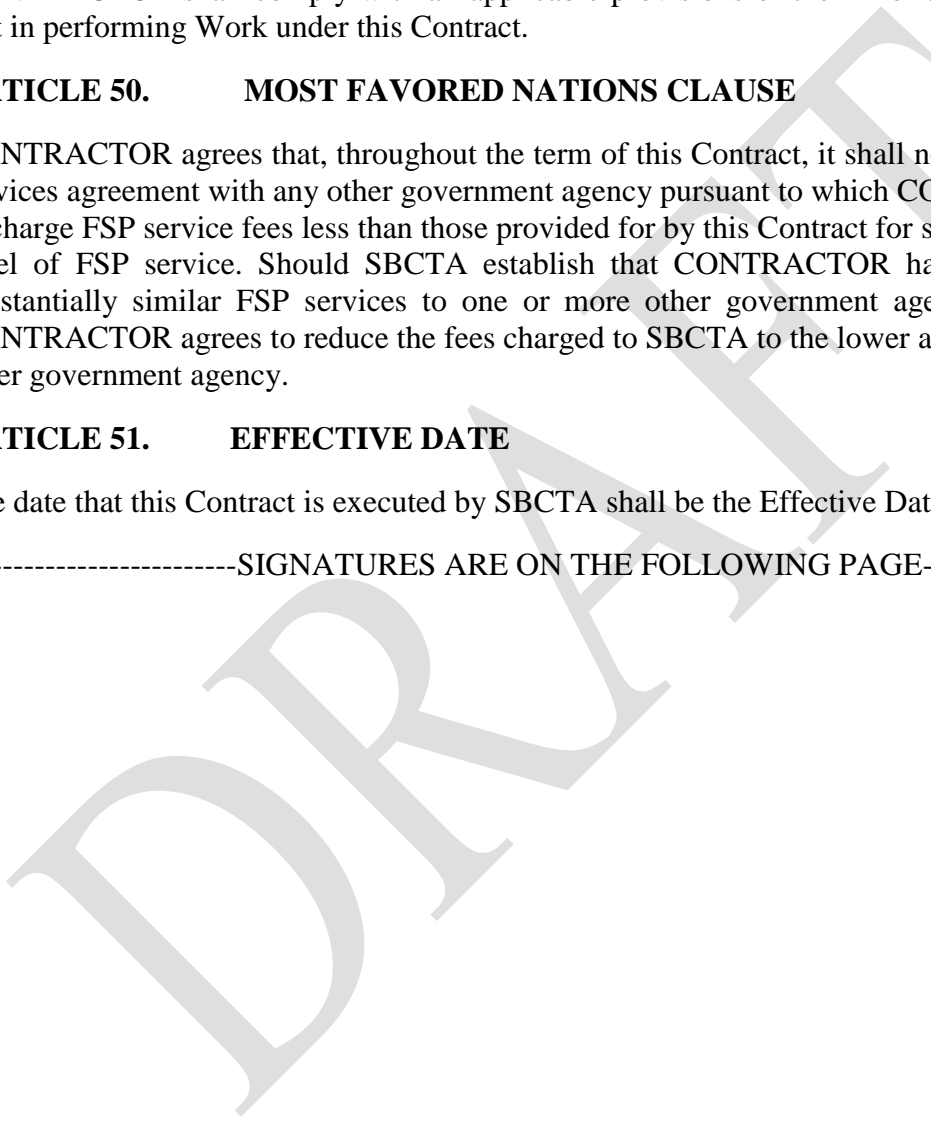 t in performing Work under this Contract.
TICLE 50. MOST FAVORED NATIONS CLAUSE
NTRACTOR agrees that, throughout the term of this Contract, it shall
vices agreement with any other government agency pursuant to which
charge FSP service fees less than those provided for by this Contract for
el of FSP service. Should SBCTA establish that CONTRACTOR
stantially similar FSP services to one or more other government
NTRACTOR agrees to reduce the fees charged to SBCTA to the lower
er government agency.
TICLE 51. EFFECTIVE DATE
e date that this Contract is executed by SBCTA shall be the Effective Dat
-----------------------SIGNATURES ARE ON THE FOLLOWING PAGE-
DRAFT